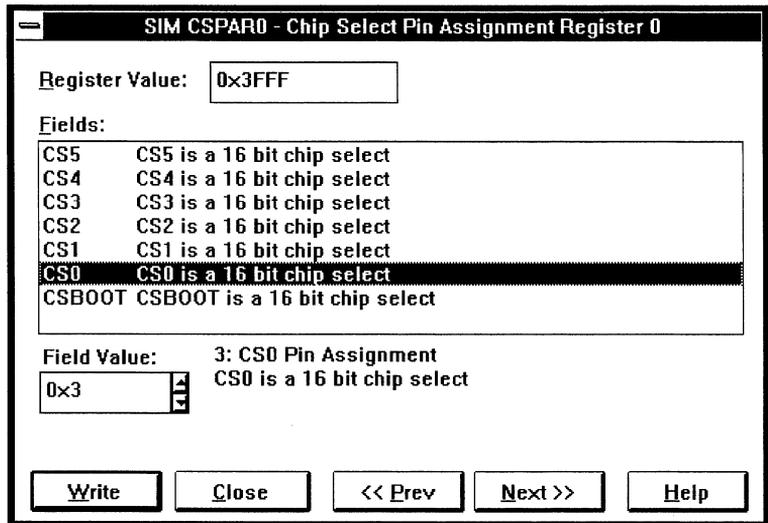 SIM CSPAR0 - Chip Select Pin Assignment Register 0
Register Value: 0x3FFF
Fields:
CS5 CS5 is a 16 bit chip select
CS4 CS4 is a 16 bit chip select
CS3 CS3 is a 16 bit chip select
CS2 CS2 is a 16 bit chip select
CS1 CS1 is a 16 bit chip select
CS0 CS0 is a 16 bit chip select
CSBOOT CSBOOT is a 16 bit chip select
Field Value: 3: CS0 Pin Assignment
0x3 CS0 is a 16 bit chip select
Write Close << Prev Next >> Help